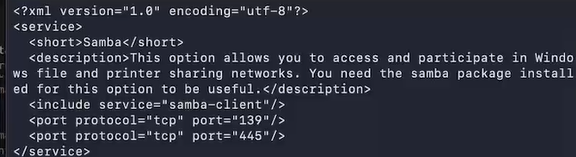 <?xml version="1.0" encoding="utf-8"?>
<service>
  <short>Samba</short>
  <description>This option allows you to access and participate in Windo
ws file and printer sharing networks. You need the samba package install
ed for this option to be useful.</description>
  <include service="samba-client"/>
  <port protocol="tcp" port="139"/>
  <port protocol="tcp" port="445"/>
</service>